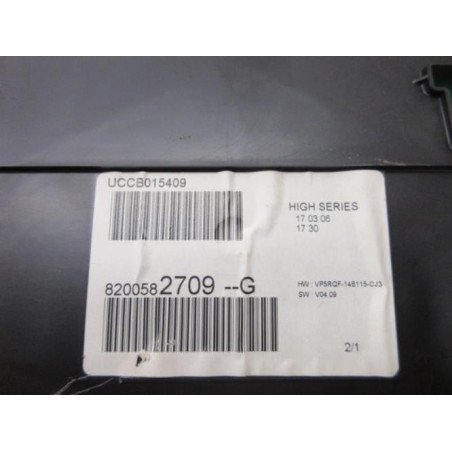 UCCB015409
HIGH SERIES
17 03 06
17 30
8200582709 --G
HW : VP5RQF-14B115-CJ3
SW : V04.09
2/1